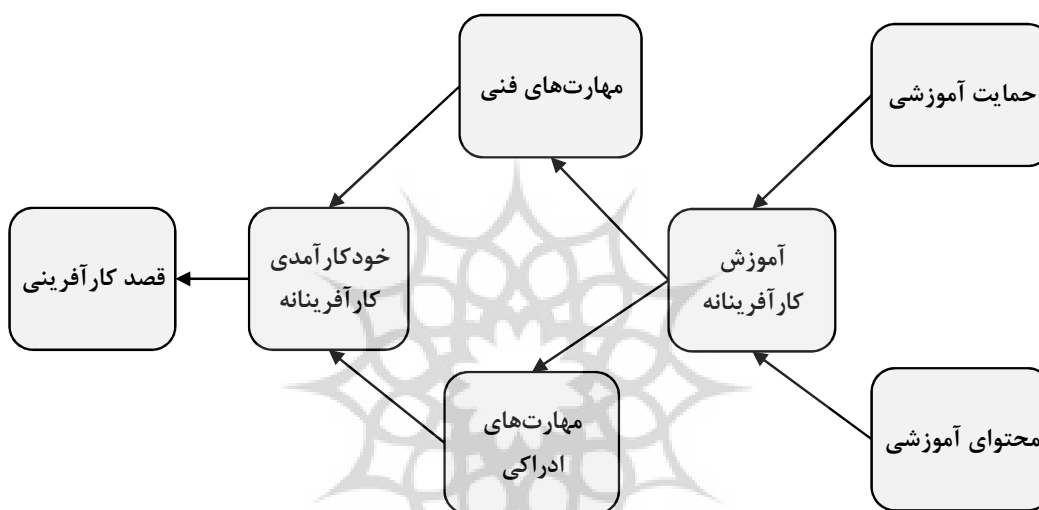 حمایت آموزشی
مهارت‌های فنی
آموزش
کارآفرینانه
خودکارآمدی
کارآفرینانه
قصد کارآفرینی
محتوای آموزشی
مهارت‌های
ادراکی